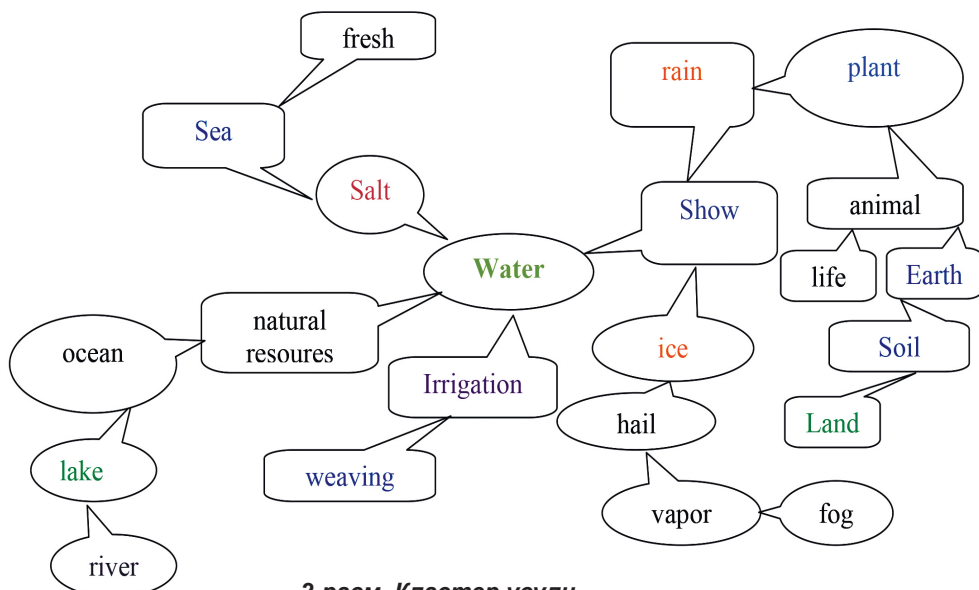 fresh
rain
plant
Sea
Salt
Show
animal
Water
life
Earth
natural
resoures
ocean
ice
Soil
Irrigation
hail
Land
lake
weaving
vapor
fog
river